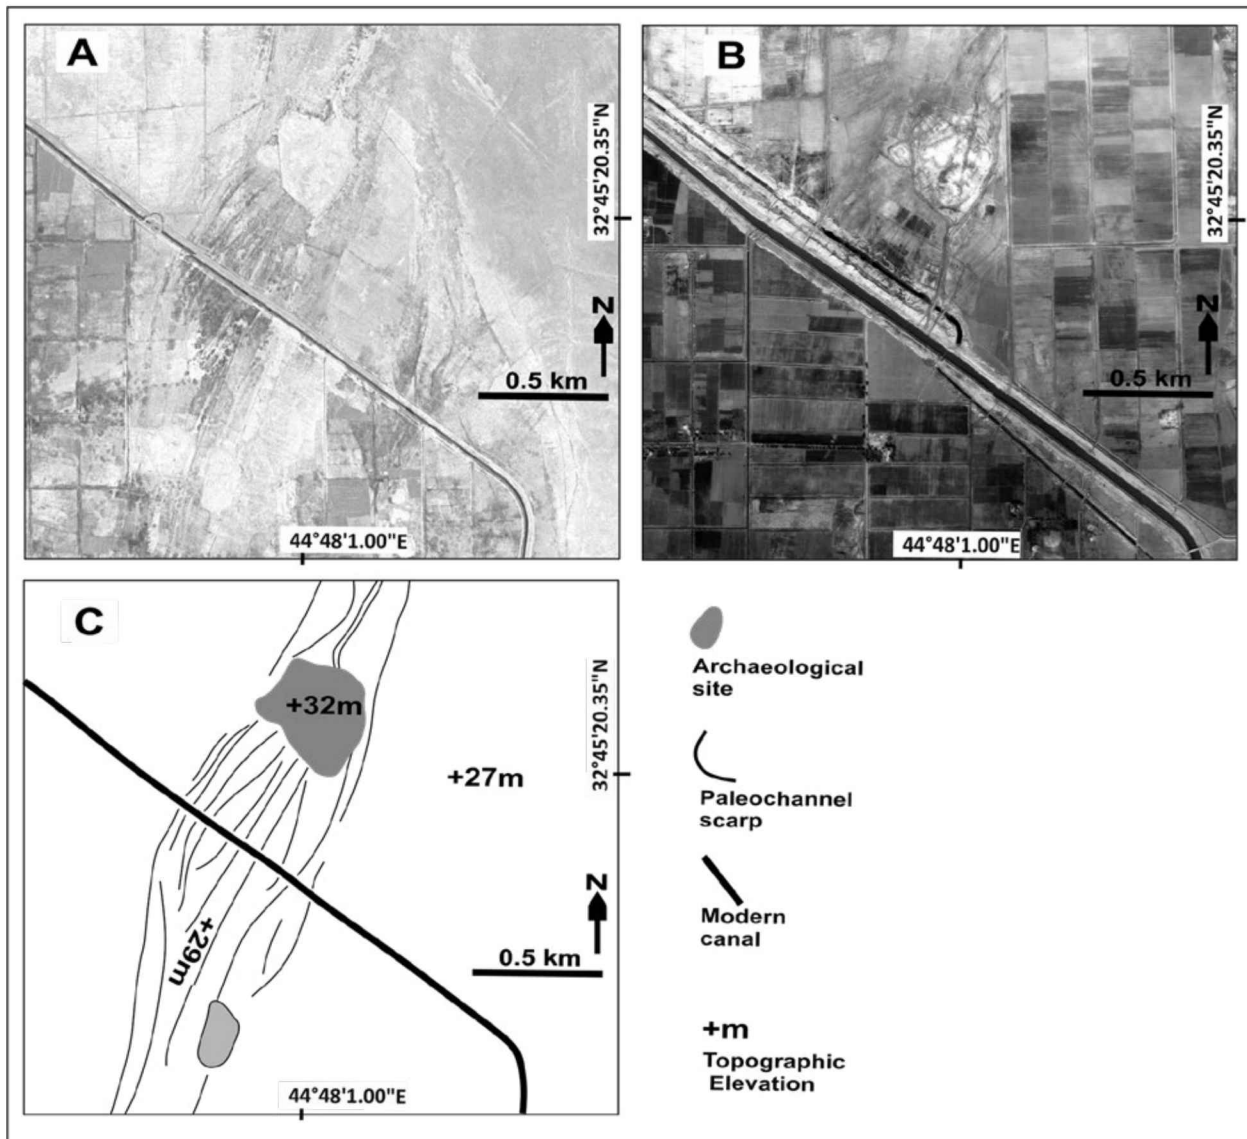 A
32°45'20.35"N
N
0.5 km
44°48'1.00"E
B
32°45'20.35"N
N
0.5 km
44°48'1.00"E
C
+32m
+27m
+29m
32°45'20.35"N
N
0.5 km
44°48'1.00"E
Archaeological
site
Paleochannel
scarp
Modern
canal
+m
Topographic
Elevation